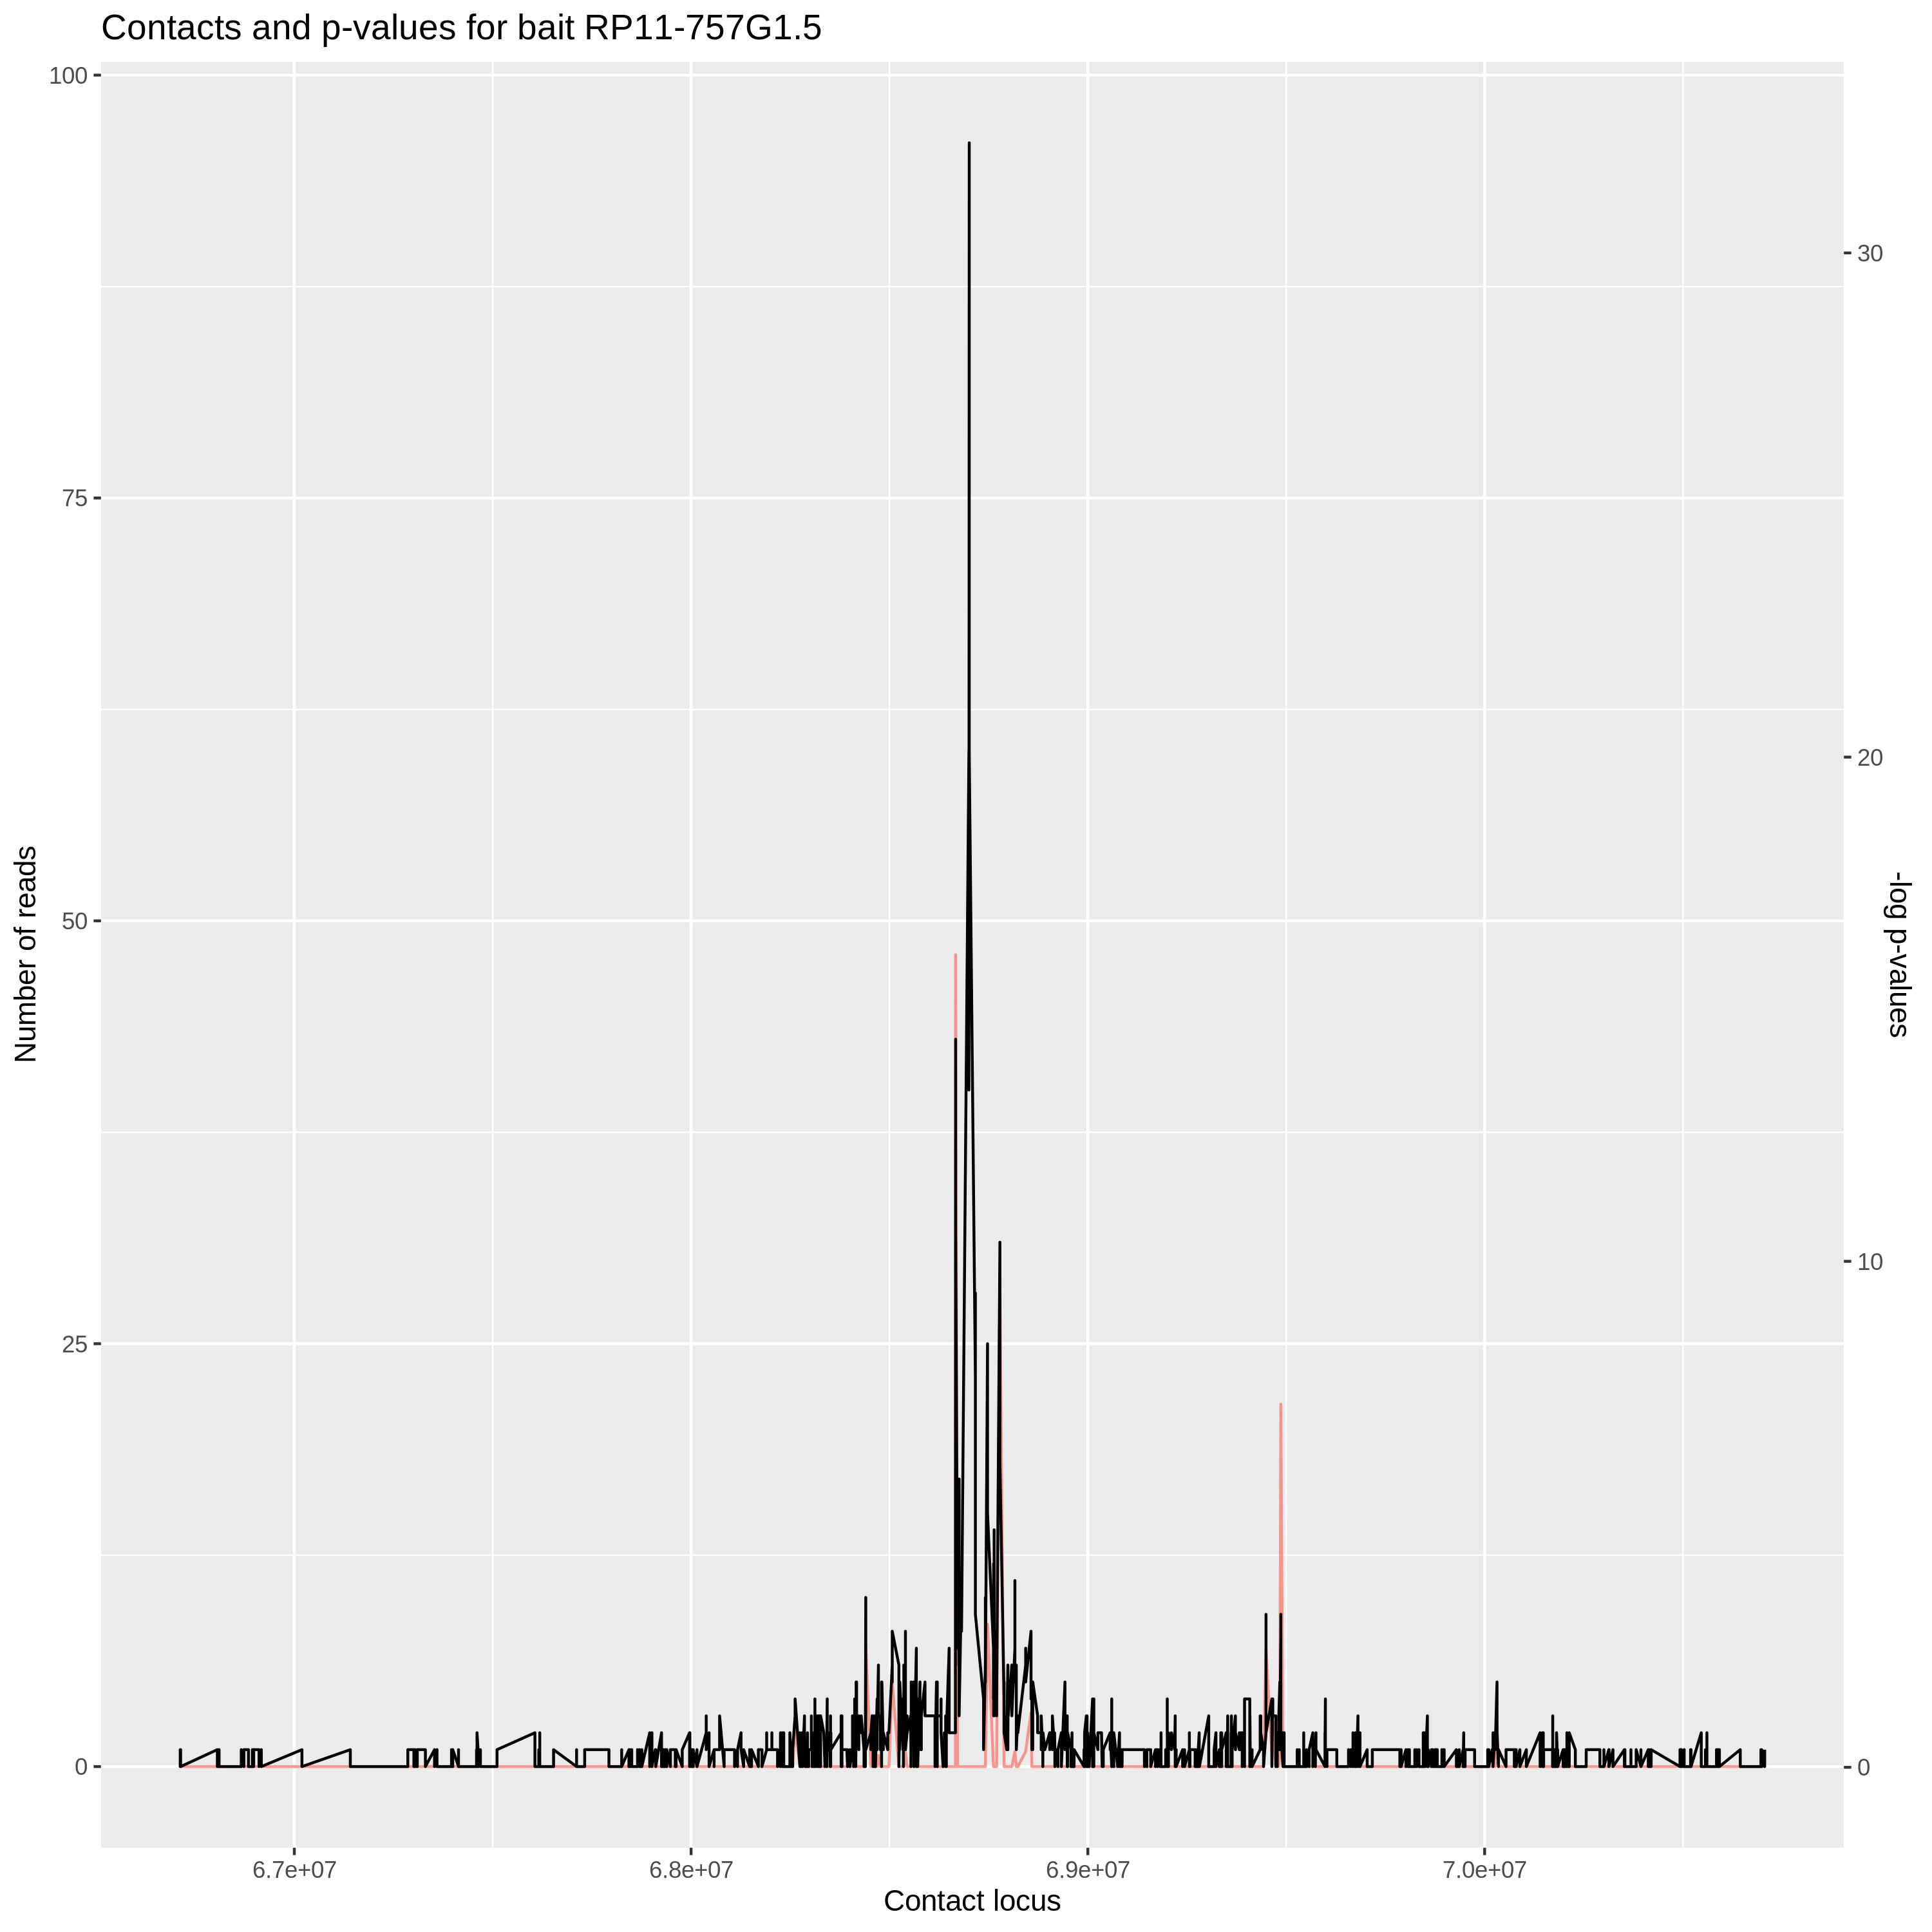 Contacts and p-values for bait RP11-757G1.5
100
75
50
25
0
Number of reads
30
20
10
0
-log p-values
6.7e+07
6.8e+07
6.9e+07
7.0e+07
Contact locus